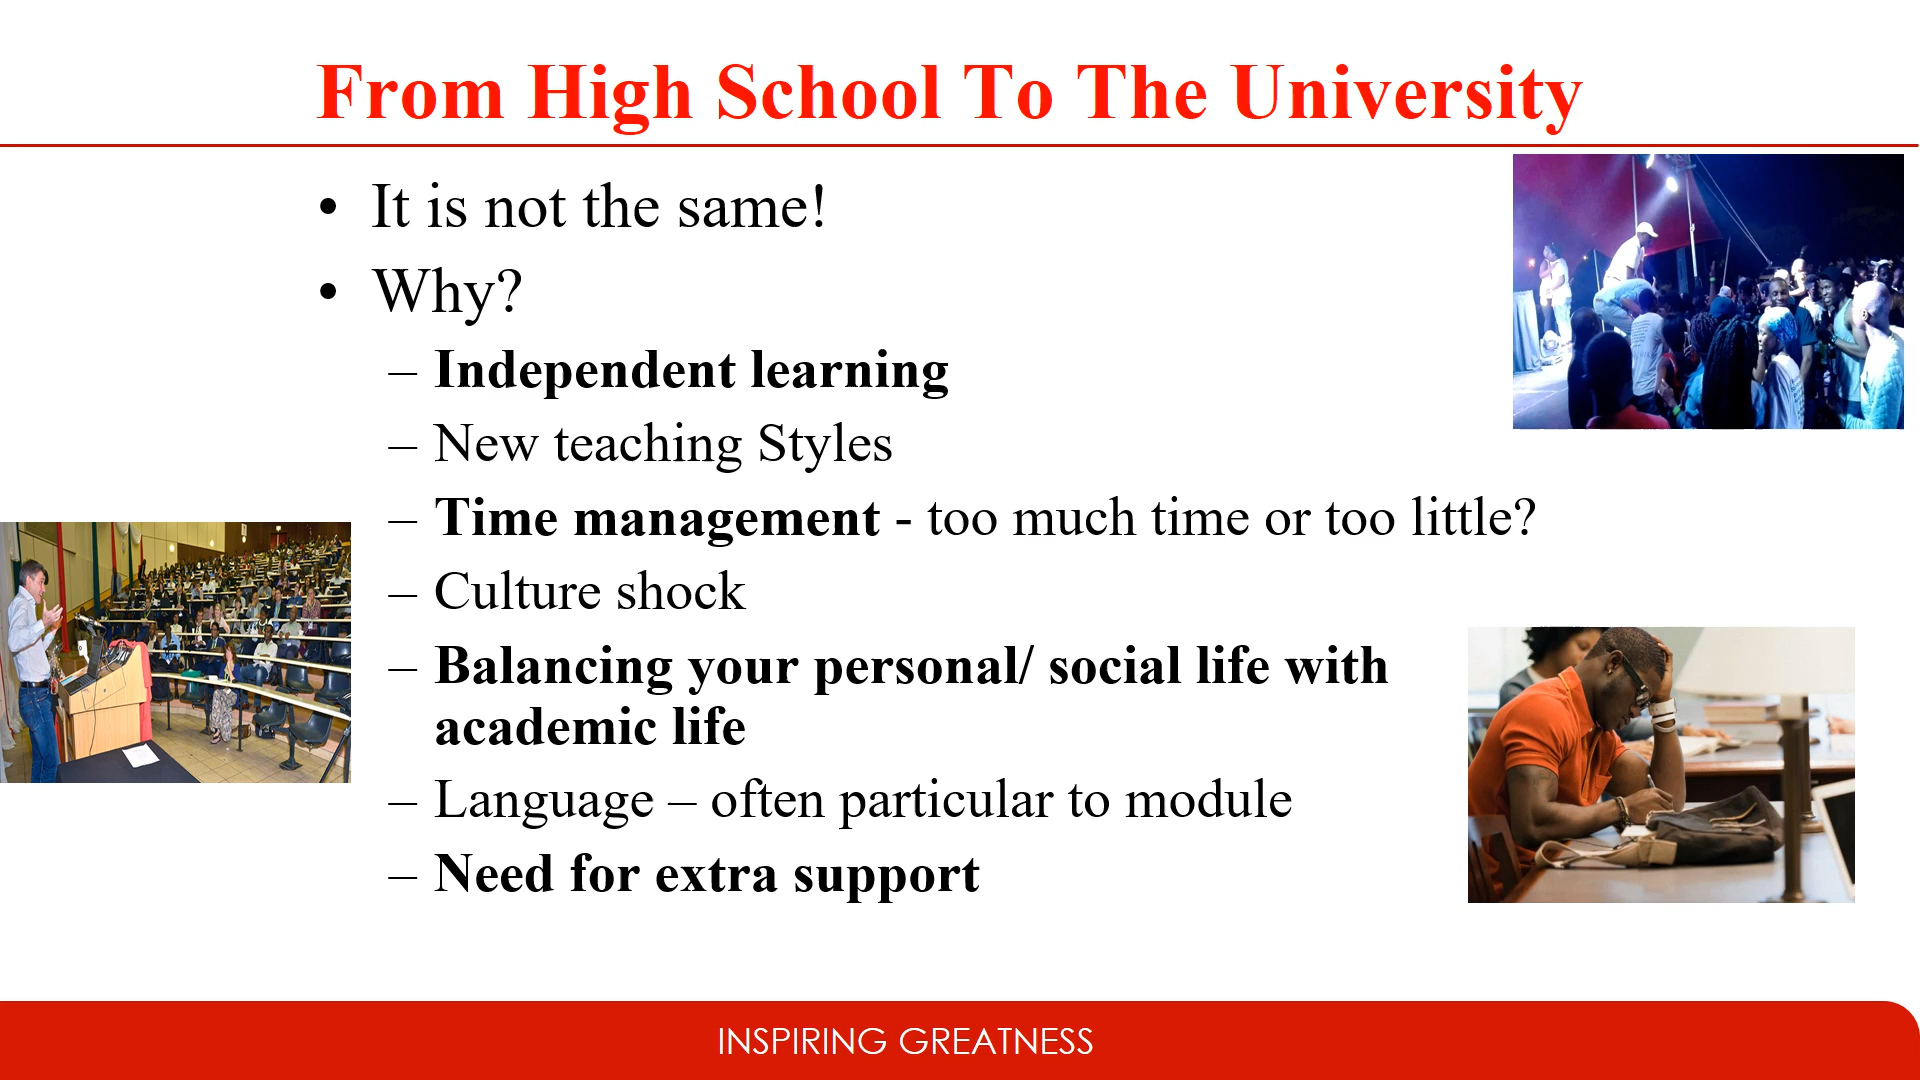 From High School To The University
• It is not the same!
• Why?
– Independent learning
– New teaching Styles
– Time management - too much time or too little?
– Culture shock
– Balancing your personal/ social life with
academic life
– Language – often particular to module
– Need for extra support
INSPIRING GREATNESS